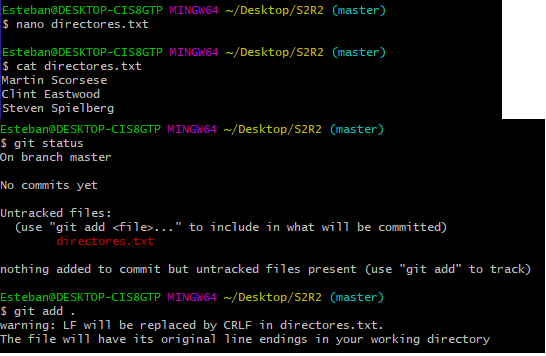 Esteban@DESKTOP-CIS8GTP MINGW64 ~/Desktop/S2R2 (master)
$ nano directores.txt
Esteban@DESKTOP-CIS8GTP MINGW64 ~/Desktop/S2R2 (master)
$ cat directores.txt
Martin Scorsese
Clint Eastwood
Steven Spielberg
Esteban@DESKTOP-CIS8GTP MINGW64 ~/Desktop/S2R2 (master)
$ git status
On branch master
No commits yet
Untracked files:
(use "git add <file>..." to include in what will be committed)
directores.txt
nothing added to commit but untracked files present (use "git add" to track)
Esteban@DESKTOP-CIS8GTP MINGW64 ~/Desktop/S2R2 (master)
$ git add .
warning: LF will be replaced by CRLF in directores.txt.
The file will have its original line endings in your working directory